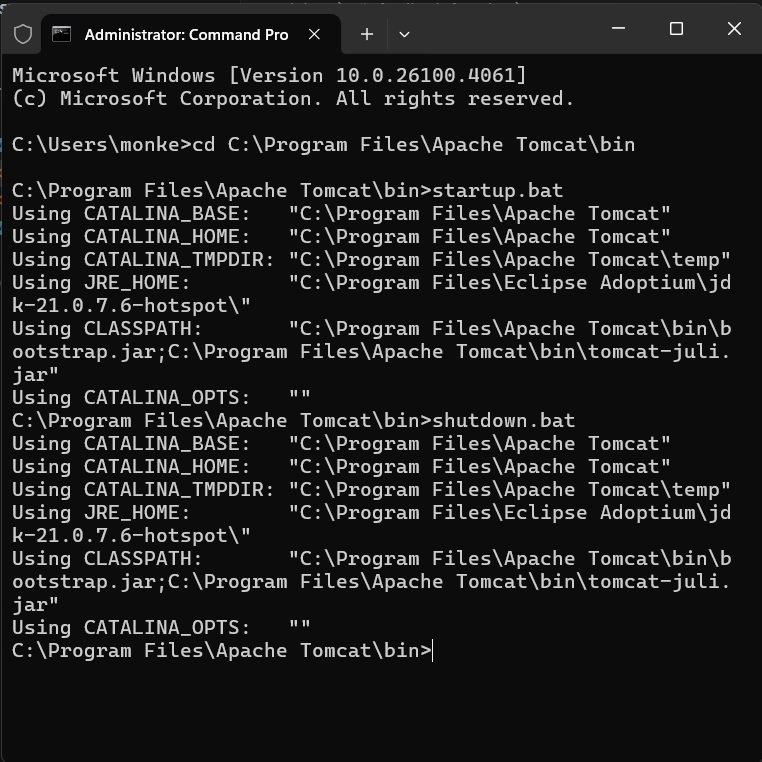 Administrator: Command Pro
Microsoft Windows [Version 10.0.26100.4061]
(c) Microsoft Corporation. All rights reserved.
C:\Users\monke>cd C:\Program Files\Apache Tomcat\bin
C:\Program Files\Apache Tomcat\bin>startup.bat
Using CATALINA_BASE:   "C:\Program Files\Apache Tomcat"
Using CATALINA_HOME:   "C:\Program Files\Apache Tomcat"
Using CATALINA_TMPDIR: "C:\Program Files\Apache Tomcat\temp"
Using JRE_HOME:        "C:\Program Files\Eclipse Adoptium\jd
k-21.0.7.6-hotspot\"
Using CLASSPATH:       "C:\Program Files\Apache Tomcat\bin\b
ootstrap.jar;C:\Program Files\Apache Tomcat\bin\tomcat-juli.
jar"
Using CATALINA_OPTS:   ""
C:\Program Files\Apache Tomcat\bin>shutdown.bat
Using CATALINA_BASE:   "C:\Program Files\Apache Tomcat"
Using CATALINA_HOME:   "C:\Program Files\Apache Tomcat"
Using CATALINA_TMPDIR: "C:\Program Files\Apache Tomcat\temp"
Using JRE_HOME:        "C:\Program Files\Eclipse Adoptium\jd
k-21.0.7.6-hotspot\"
Using CLASSPATH:       "C:\Program Files\Apache Tomcat\bin\b
ootstrap.jar;C:\Program Files\Apache Tomcat\bin\tomcat-juli.
jar"
Using CATALINA_OPTS:   ""
C:\Program Files\Apache Tomcat\bin>